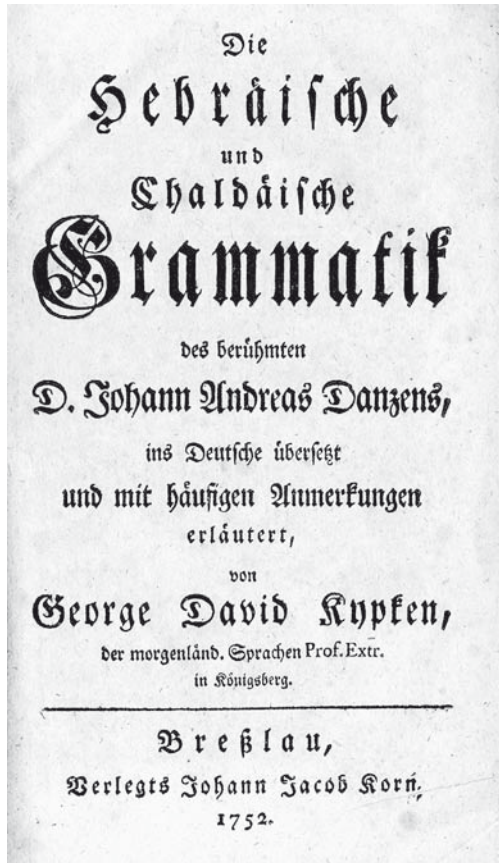 Die
Hebräische
und
Chaldäische
Grammatik
des berühmten
D. Johann Andreas Danzens,
ins Deutsche übersetzt
und mit häufigen Anmerkungen
erläutert,
von
George David Kypken,
der morgenländ. Sprachen Prof. Extr.
in Königsberg.
Breßlau,
Verlegts Johann Jacob Korn,
1752.